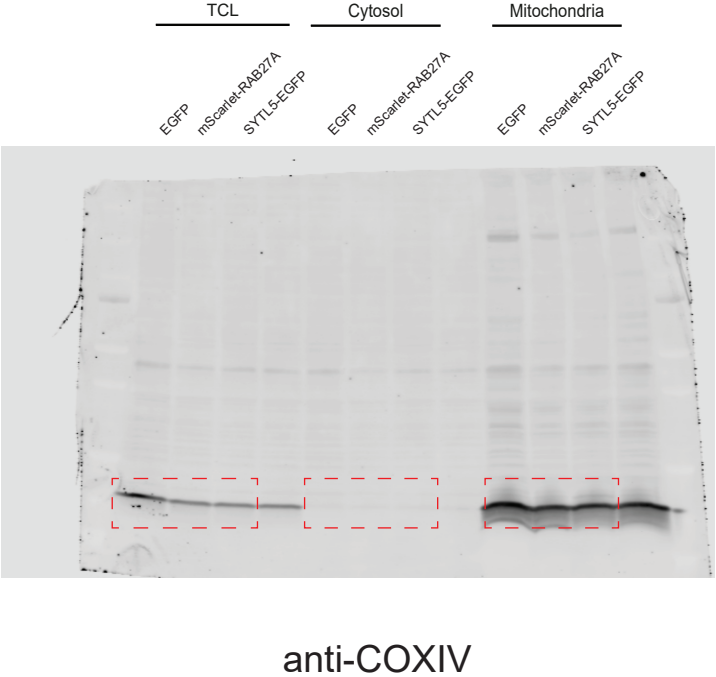 TCL Cytosol Mitochondria
EGFP mScarlet-RAB27A SYTL5-EGFP EGFP mScarlet-RAB27A SYTL5-EGFP EGFP mScarlet-RAB27A SYTL5-EGFP
anti-COXIV